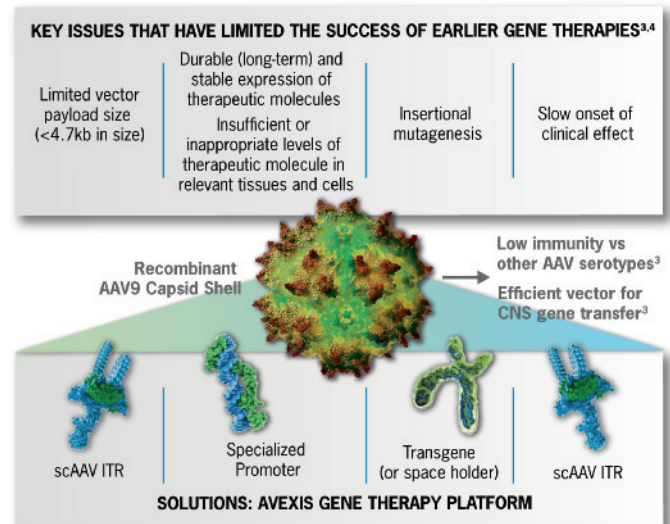 KEY ISSUES THAT HAVE LIMITED THE SUCCESS OF EARLIER GENE THERAPIES3,4
Limited vector
payload size
(<4.7kb in size)
Durable (long-term) and
stable expression of
therapeutic molecules
Insufficient or
inappropriate levels of
therapeutic molecule in
relevant tissues and cells
Insertional
mutagenesis
Slow onset of
clinical effect
Recombinant
AAV9 Capsid Shell
Low immunity vs
other AAV serotypes3
Efficient vector for
CNS gene transfer3
scAAV ITR
Specialized
Promoter
Transgene
(or space holder)
scAAV ITR
SOLUTIONS: AVEXIS GENE THERAPY PLATFORM